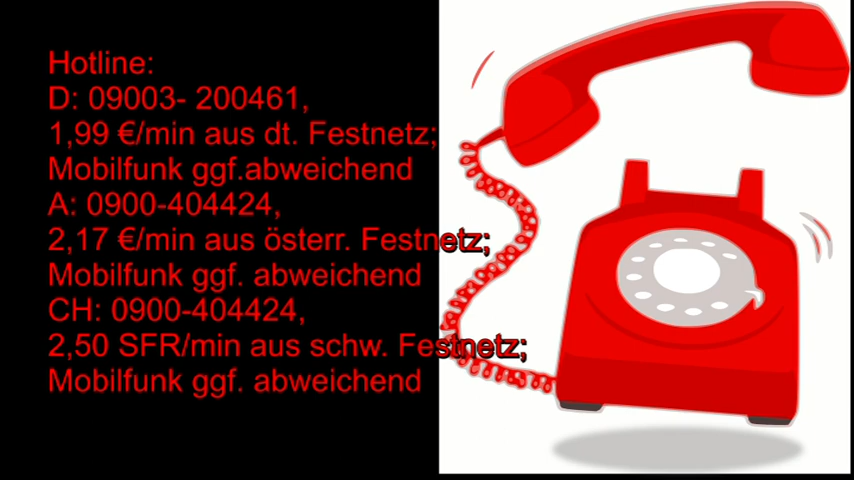 Hotline:
D: 09003- 200461,
1,99 €/min aus dt. Festnetz;
Mobilfunk ggf.abweichend
A: 0900-404424,
2,17 €/min aus österr. Festnetz;
Mobilfunk ggf. abweichend
CH: 0900-404424,
2,50 SFR/min aus schw. Festnetz;
Mobilfunk ggf. abweichend